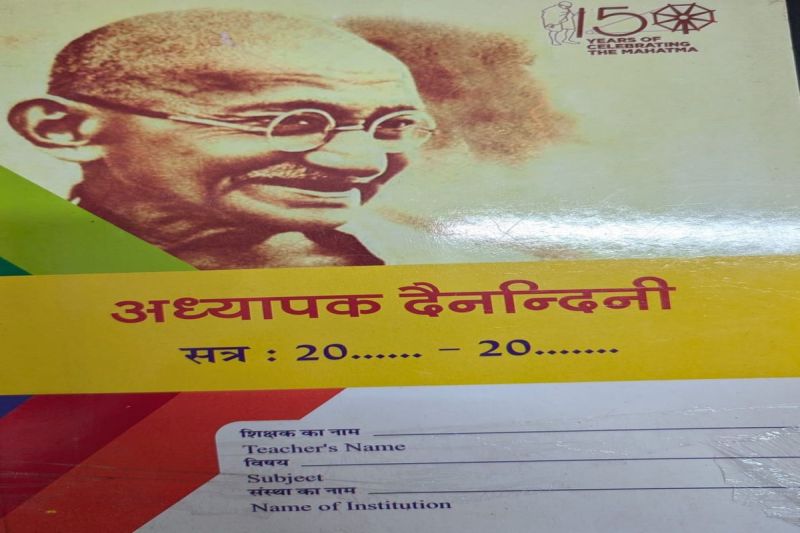 150
YEARS OF
CELEBRATING
THE MAHATMA
अध्यापक दैनन्दिनी
सत्र : 20...... – 20.......
शिक्षक का नाम
Teacher's Name
विषय
Subject
संस्था का नाम
Name of Institution